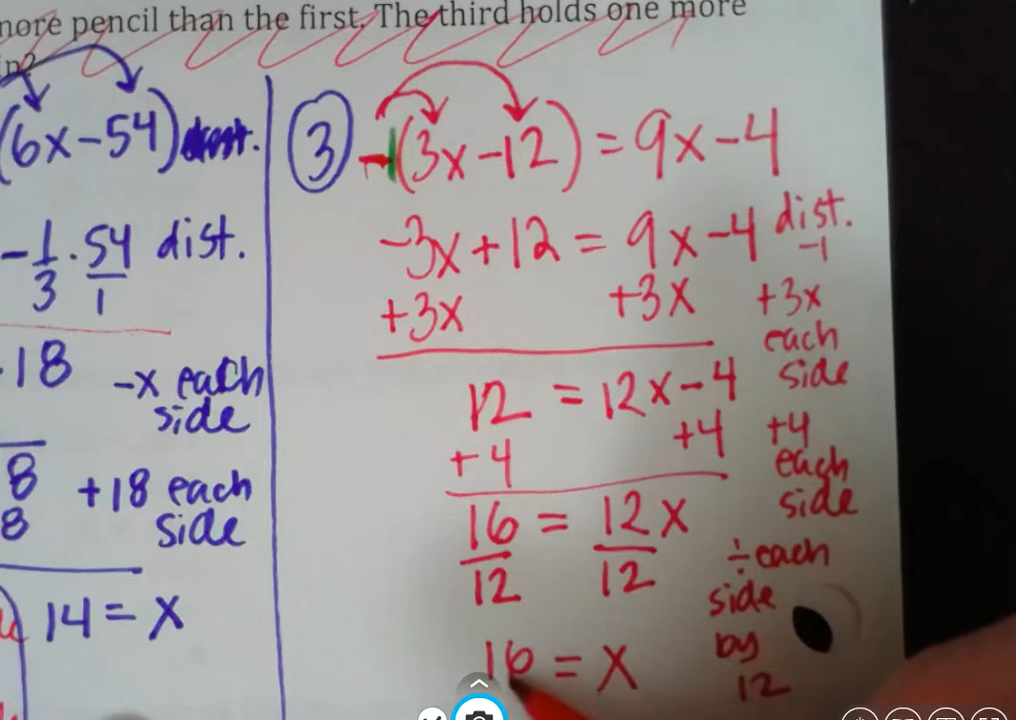 more pencil than the first. The third holds one more
in?
(6x-54) dist.
-1/3 · 54/1 dist.
18 -x each
side
8 +18 each
8 side
14 = x
3 -1(3x-12) = 9x-4
-3x+12 = 9x-4 dist.
-1
+3x +3x +3x
each
side
12 = 12x-4
+4 +4 +4
each
side
16 = 12x
12 12
÷ each
side
by
12
16 = x